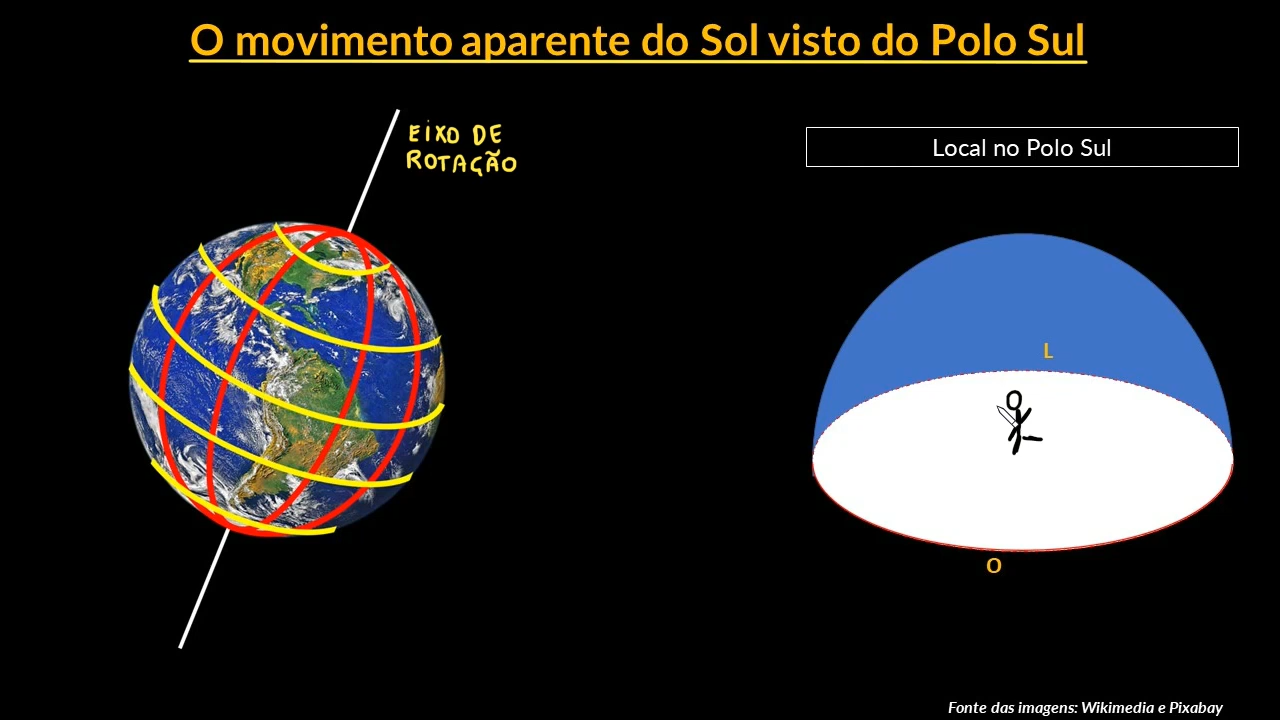 O movimento aparente do Sol visto do Polo Sul
EIXO DE
ROTAÇÃO
Local no Polo Sul
L
O
Fonte das imagens: Wikimedia e Pixabay